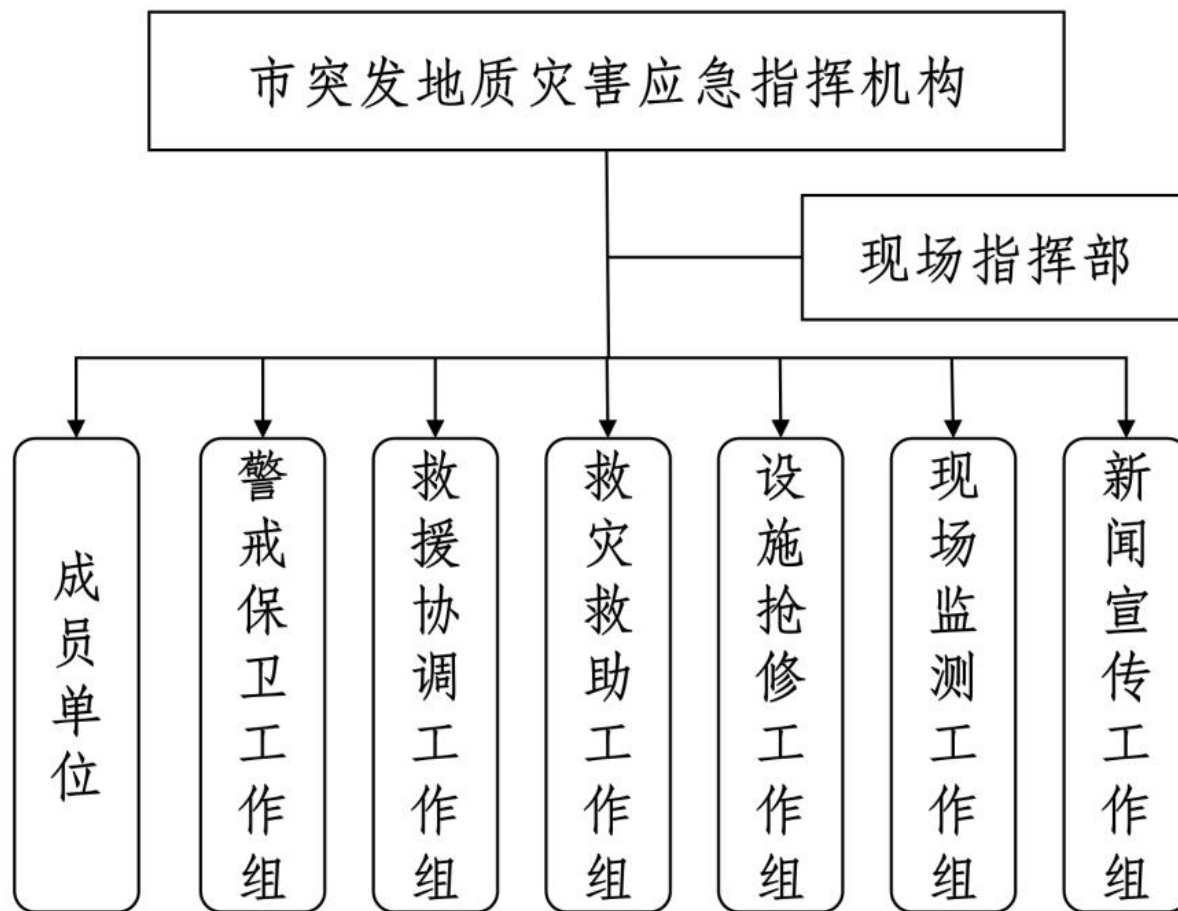 市突发地质灾害应急指挥机构
现场指挥部
成员单位
警戒保卫工作组
救援协调工作组
救灾救助工作组
设施抢修工作组
现场监测工作组
新闻宣传工作组